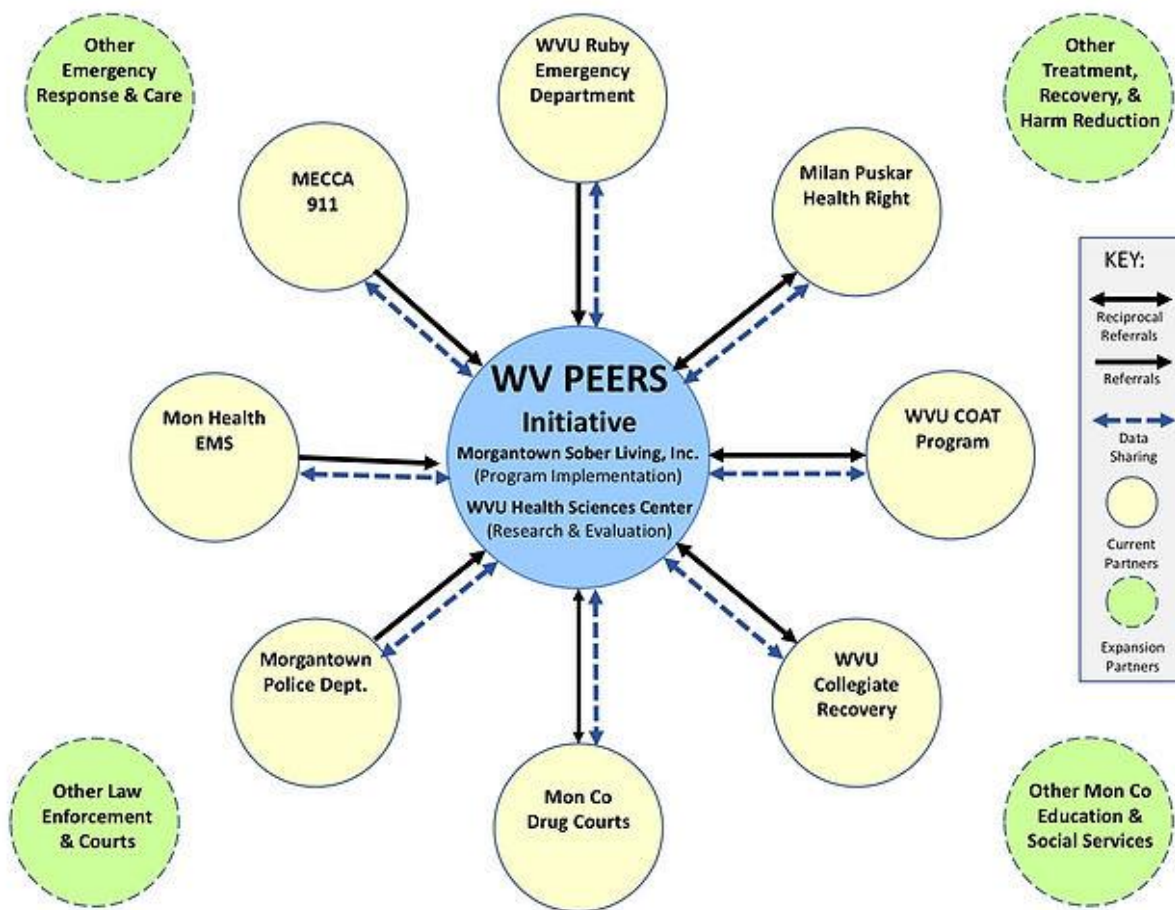 Other
Emergency
Response & Care
WVU Ruby
Emergency
Department
Other
Treatment,
Recovery, &
Harm Reduction
MECCA
911
Milan Puskar
Health Right
KEY:
Reciprocal
Referrals
Referrals
Data
Sharing
Current
Partners
Expansion
Partners
WV PEERS
Initiative
Morgantown Sober Living, Inc.
(Program Implementation)
WVU Health Sciences Center
(Research & Evaluation)
Mon Health
EMS
WVU COAT
Program
Morgantown
Police Dept.
WVU
Collegiate
Recovery
Mon Co
Drug Courts
Other Law
Enforcement
& Courts
Other Mon Co
Education &
Social Services